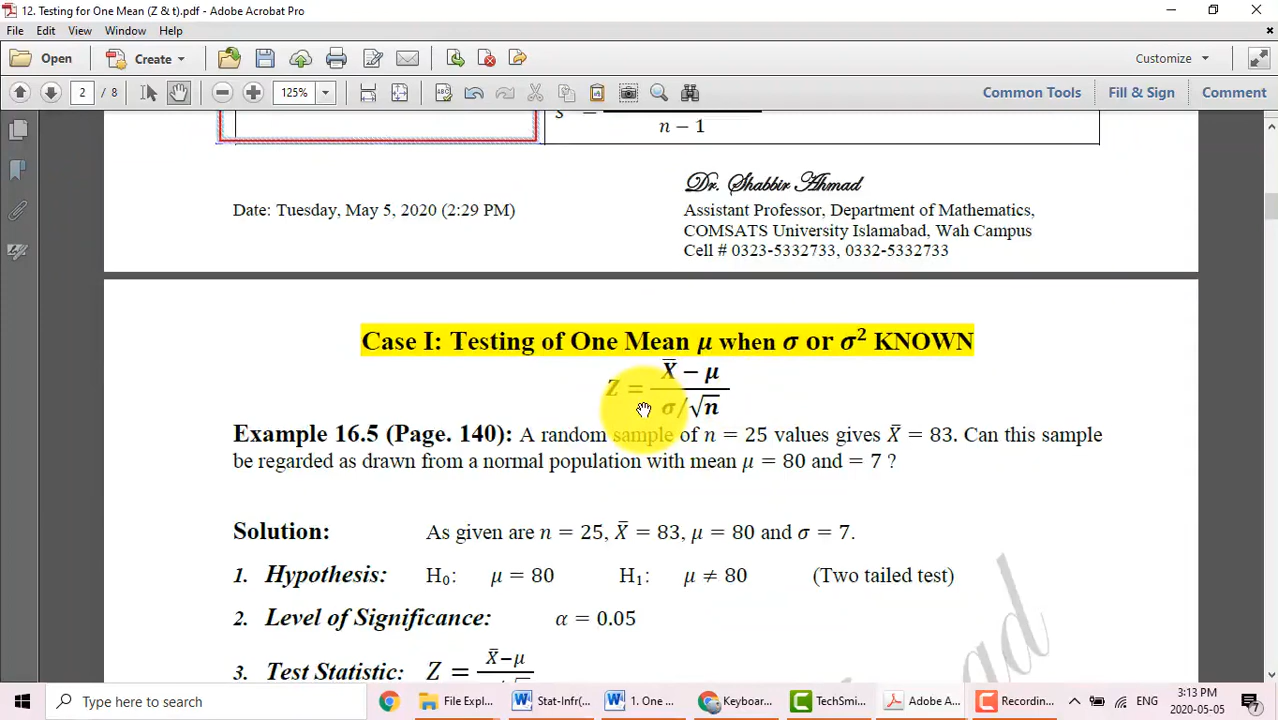 12. Testing for One Mean (Z & t).pdf - Adobe Acrobat Pro
File Edit View Window Help
Open Create Customize
2 / 8 125% Common Tools Fill & Sign Comment
n − 1
Dr. Shabbir Ahmad
Date: Tuesday, May 5, 2020 (2:29 PM)
Assistant Professor, Department of Mathematics,
COMSATS University Islamabad, Wah Campus
Cell # 0323-5332733, 0332-5332733
Case I: Testing of One Mean μ when σ or σ² KNOWN
Z = X̄ − μ / σ/√n
Example 16.5 (Page. 140): A random sample of n = 25 values gives X̄ = 83. Can this sample
be regarded as drawn from a normal population with mean μ = 80 and = 7 ?
Solution: As given are n = 25, X̄ = 83, μ = 80 and σ = 7.
1. Hypothesis: H₀: μ = 80 H₁: μ ≠ 80 (Two tailed test)
2. Level of Significance: α = 0.05
3. Test Statistic: Z = X̄−μ
Type here to search
File Explor...
Stat-Infr(...
1. One ...
Keyboar...
TechSmi...
Adobe A...
Recordin...
ENG
3:13 PM
2020-05-05
7